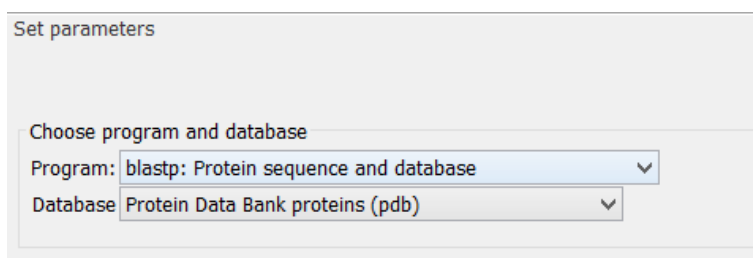 Set parameters
Choose program and database
Program: blastp: Protein sequence and database
Database Protein Data Bank proteins (pdb)